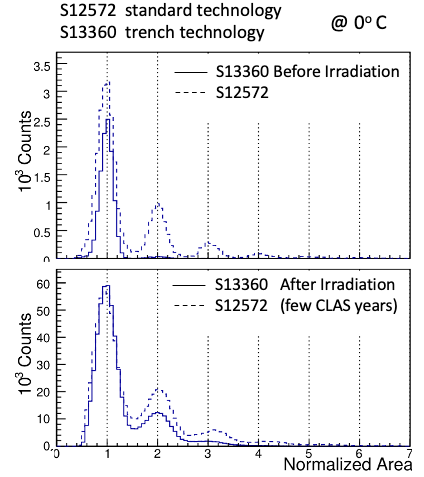 S12572 standard technology
S13360 trench technology
@ 0º C
S13360 Before Irradiation
S12572
10³ Counts
3.5
3
2.5
2
1.5
1
0.5
0
S13360 After Irradiation
S12572 (few CLAS years)
10³ Counts
60
50
40
30
20
10
0
0 1 2 3 4 5 6 7
Normalized Area